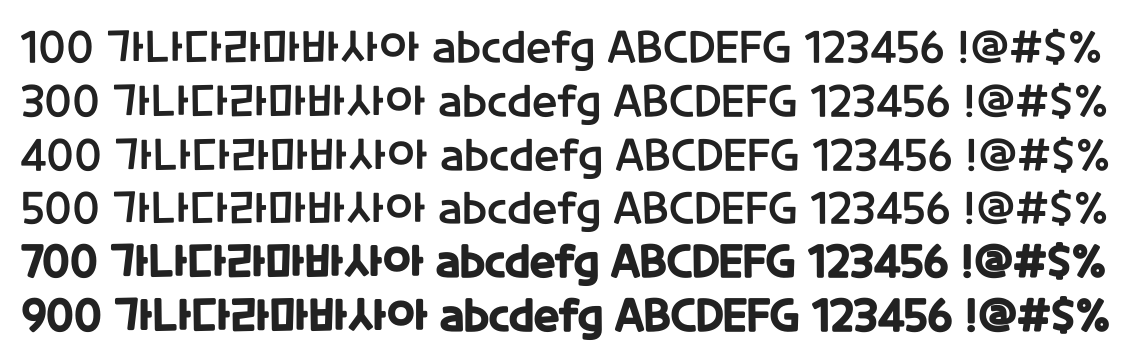 100 가나다라마바사아 abcdefg ABCDEFG 123456 !@#$%
300 가나다라마바사아 abcdefg ABCDEFG 123456 !@#$%
400 가나다라마바사아 abcdefg ABCDEFG 123456 !@#$%
500 가나다라마바사아 abcdefg ABCDEFG 123456 !@#$%
700 가나다라마바사아 abcdefg ABCDEFG 123456 !@#$%
900 가나다라마바사아 abcdefg ABCDEFG 123456 !@#$%